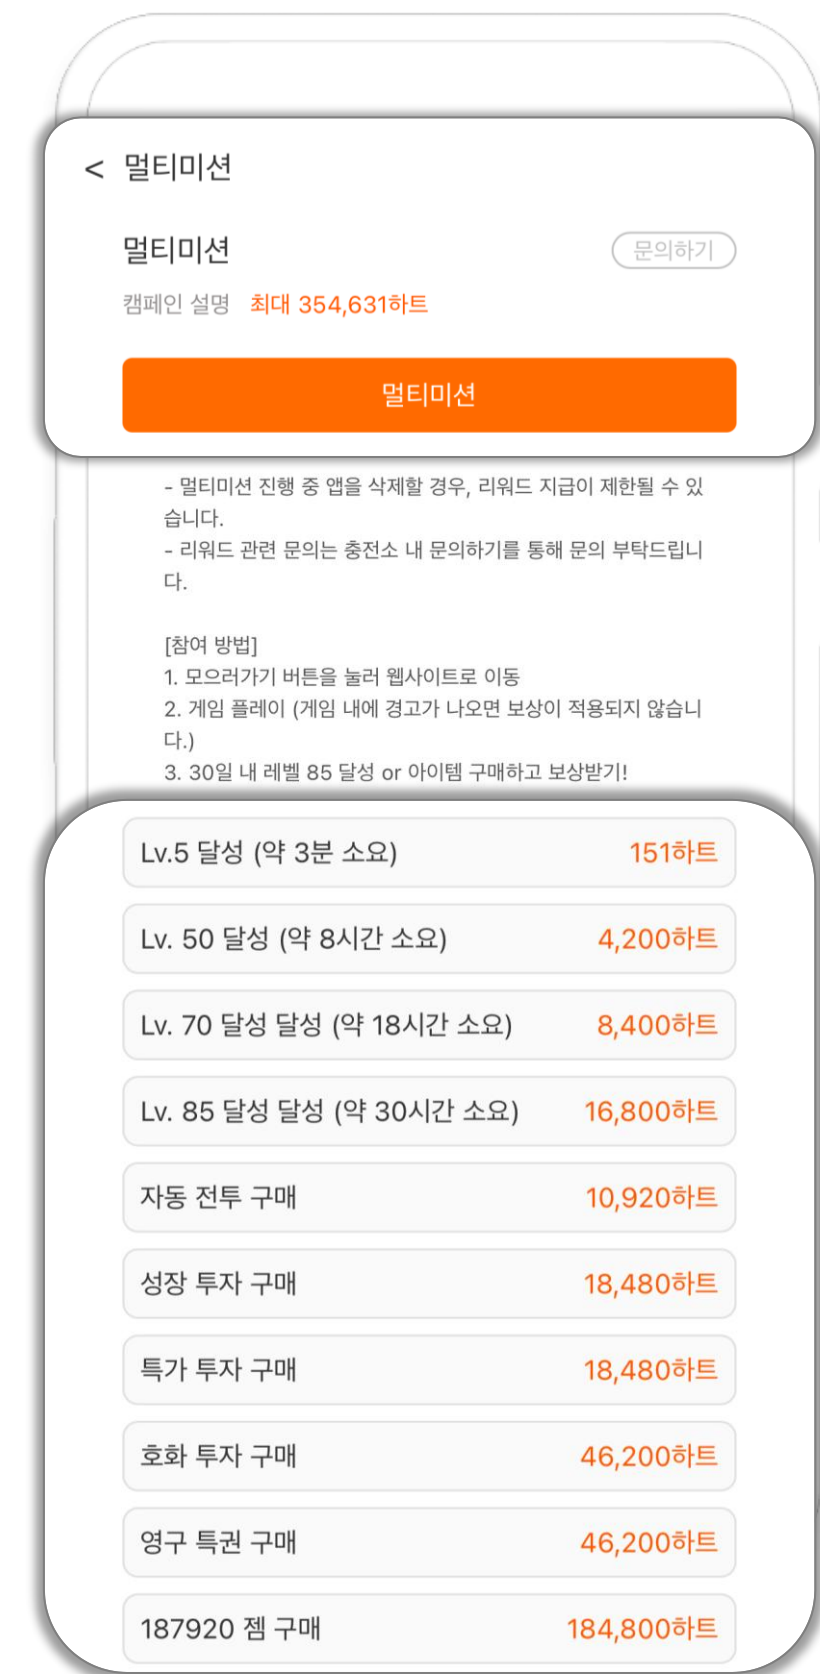 < 멀티미션
멀티미션
문의하기
캠페인 설명 최대 354,631하트
멀티미션
- 멀티미션 진행 중 앱을 삭제할 경우, 리워드 지급이 제한될 수 있
습니다.
- 리워드 관련 문의는 충전소 내 문의하기를 통해 문의 부탁드립니
다.
[참여 방법]
1. 모으러가기 버튼을 눌러 웹사이트로 이동
2. 게임 플레이 (게임 내에 경고가 나오면 보상이 적용되지 않습니
다.)
3. 30일 내 레벨 85 달성 or 아이템 구매하고 보상받기!
Lv.5 달성 (약 3분 소요) 151하트
Lv. 50 달성 (약 8시간 소요) 4,200하트
Lv. 70 달성 달성 (약 18시간 소요) 8,400하트
Lv. 85 달성 달성 (약 30시간 소요) 16,800하트
자동 전투 구매 10,920하트
성장 투자 구매 18,480하트
특가 투자 구매 18,480하트
호화 투자 구매 46,200하트
영구 특권 구매 46,200하트
187920 젬 구매 184,800하트